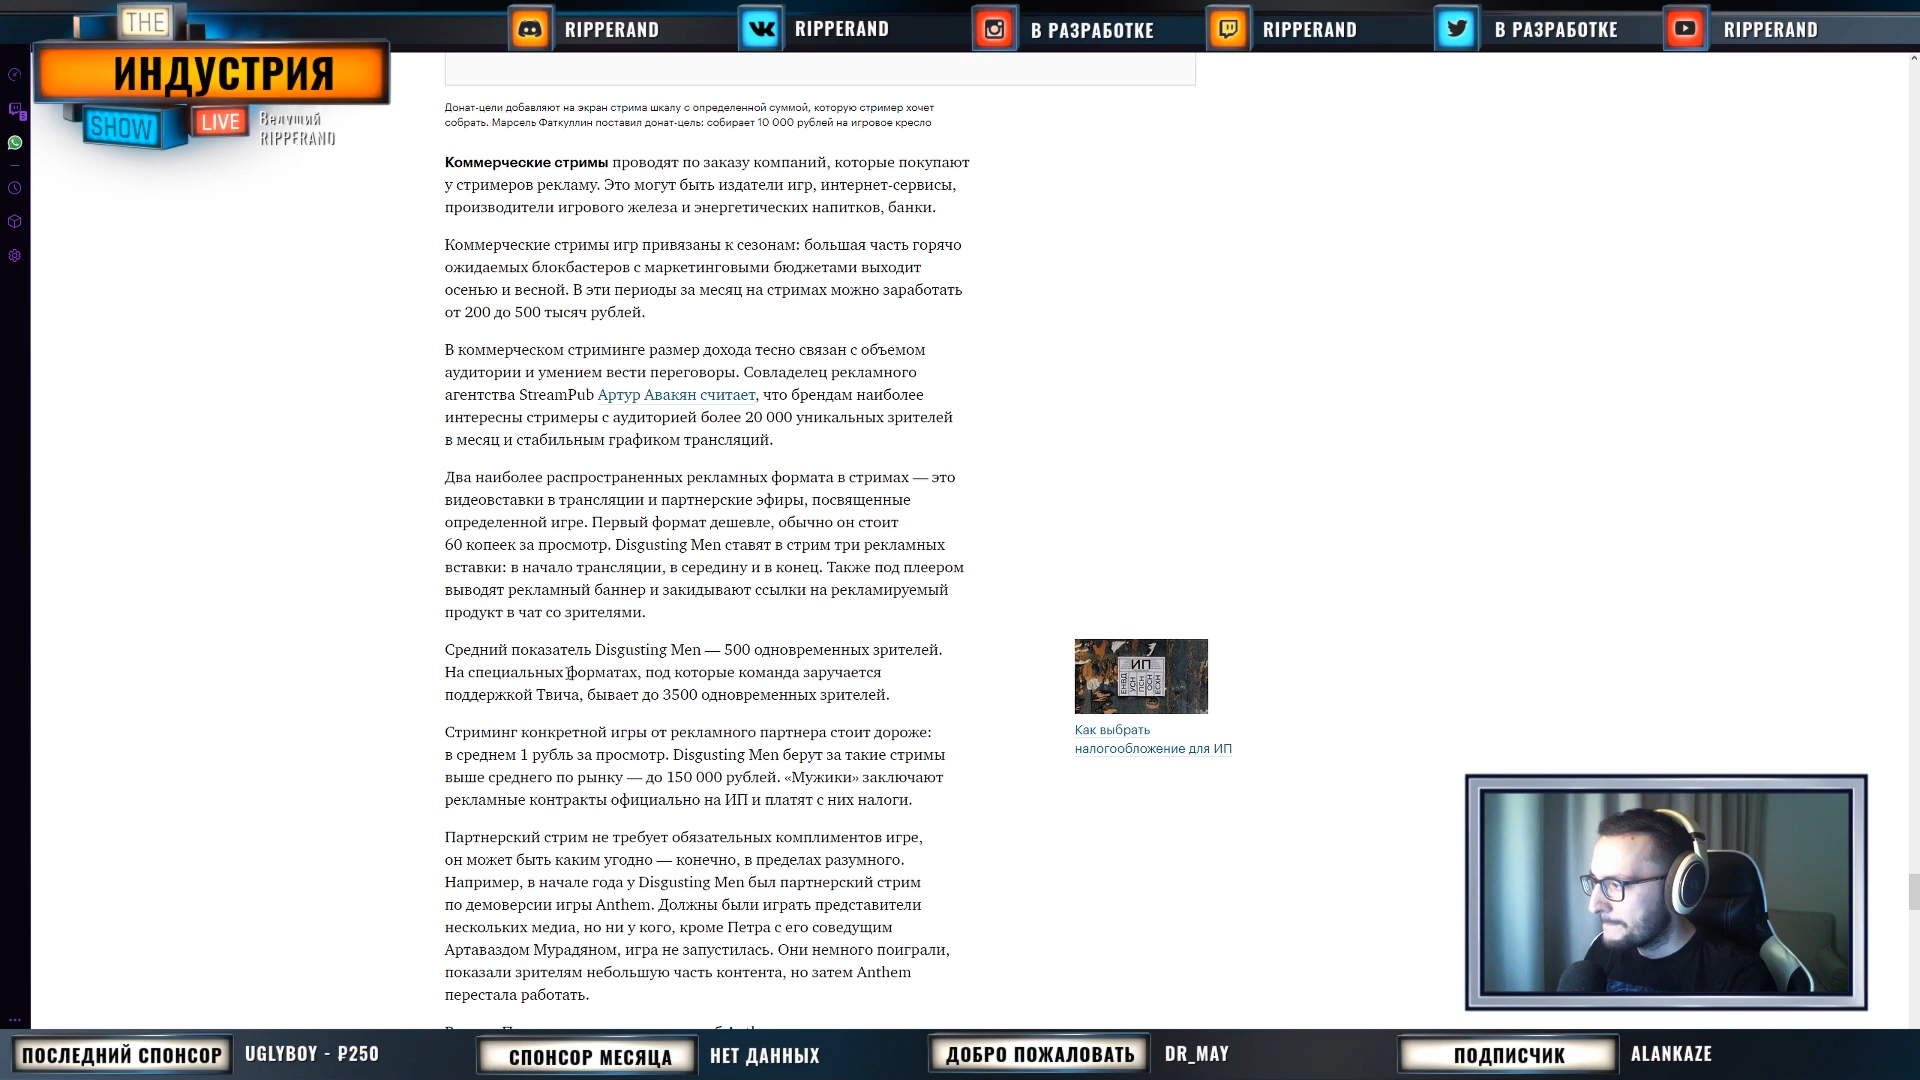 THE
ИНДУСТРИЯ
SHOW
LIVE
Ведущий
RIPPERAND
RIPPERAND
RIPPERAND
В РАЗРАБОТКЕ
RIPPERAND
В РАЗРАБОТКЕ
RIPPERAND
Донат-цели добавляют на экран стрима шкалу с определенной суммой, которую стример хочет
собрать. Марсель Фаткуллин поставил донат-цель: собирает 10 000 рублей на игровое кресло
Коммерческие стримы проводят по заказу компаний, которые покупают
у стримеров рекламу. Это могут быть издатели игр, интернет-сервисы,
производители игрового железа и энергетических напитков, банки.
Коммерческие стримы игр привязаны к сезонам: большая часть горячо
ожидаемых блокбастеров с маркетинговыми бюджетами выходит
осенью и весной. В эти периоды за месяц на стримах можно заработать
от 200 до 500 тысяч рублей.
В коммерческом стриминге размер дохода тесно связан с объемом
аудитории и умением вести переговоры. Совладелец рекламного
агентства StreamPub Артур Авакян считает, что брендам наиболее
интересны стримеры с аудиторией более 20 000 уникальных зрителей
в месяц и стабильным графиком трансляций.
Два наиболее распространенных рекламных формата в стримах — это
видеовставки в трансляции и партнерские эфиры, посвященные
определенной игре. Первый формат дешевле, обычно он стоит
60 копеек за просмотр. Disgusting Men ставят в стрим три рекламных
вставки: в начало трансляции, в середину и в конец. Также под плеером
выводят рекламный баннер и закидывают ссылки на рекламируемый
продукт в чат со зрителями.
Средний показатель Disgusting Men — 500 одновременных зрителей.
На специальных форматах, под которые команда заручается
поддержкой Твича, бывает до 3500 одновременных зрителей.
Стриминг конкретной игры от рекламного партнера стоит дороже:
в среднем 1 рубль за просмотр. Disgusting Men берут за такие стримы
выше среднего по рынку — до 150 000 рублей. «Мужики» заключают
рекламные контракты официально на ИП и платят с них налоги.
Партнерский стрим не требует обязательных комплиментов игре,
он может быть каким угодно — конечно, в пределах разумного.
Например, в начале года у Disgusting Men был партнерский стрим
по демоверсии игры Anthem. Должны были играть представители
нескольких медиа, но ни у кого, кроме Петра с его соведущим
Артаваздом Мурадяном, игра не запустилась. Они немного поиграли,
показали зрителям небольшую часть контента, но затем Anthem
перестала работать.
ИП
ЕНВД
УСН
ПСН
ОСН
ЕСХН
Как выбрать
налогообложение для ИП
ПОСЛЕДНИЙ СПОНСОР
UGLYBOY - ₽250
СПОНСОР МЕСЯЦА
НЕТ ДАННЫХ
ДОБРО ПОЖАЛОВАТЬ
DR_MAY
ПОДПИСЧИК
ALANKAZE